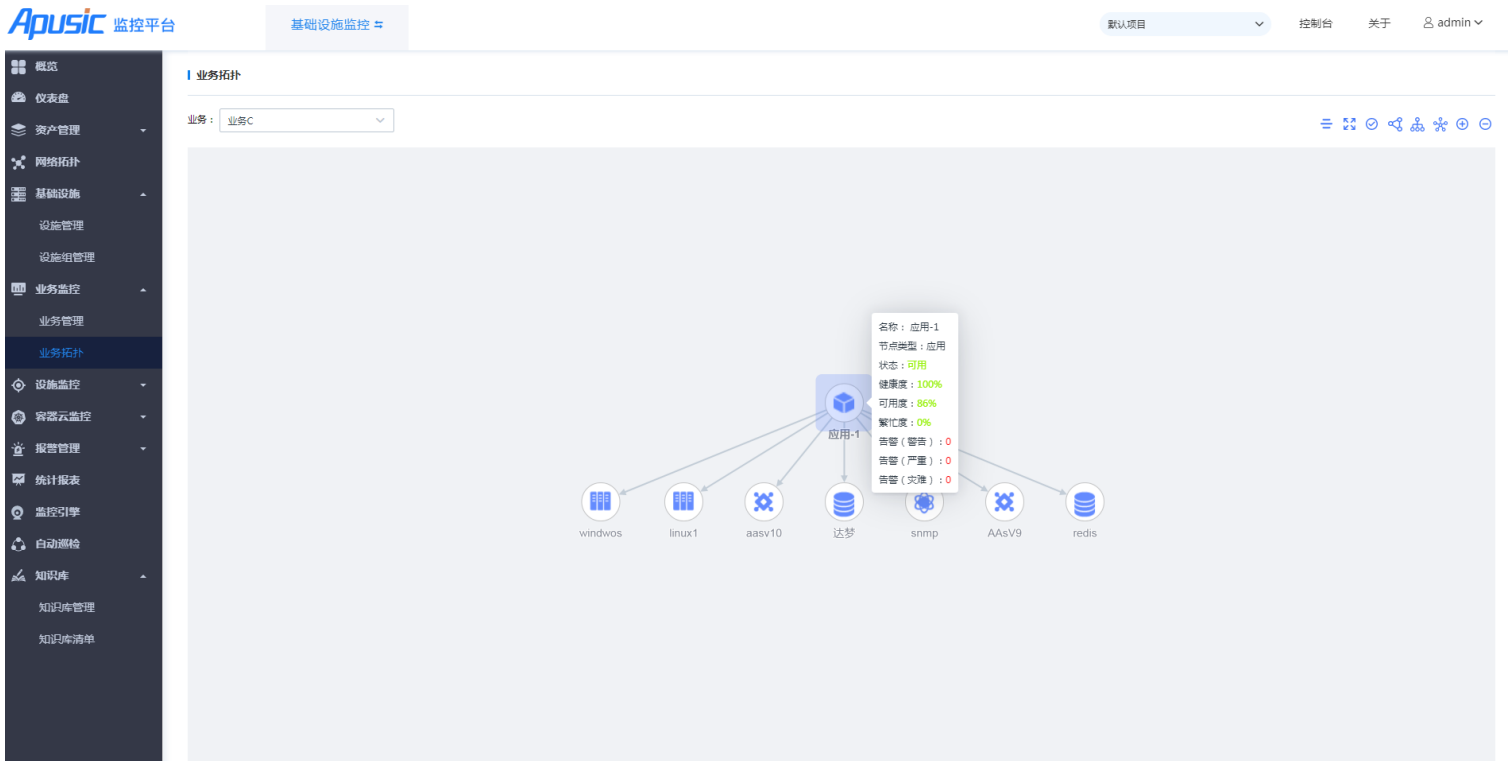 Apusic 监控平台
基础设施监控
默认项目
控制台
关于
admin
概览
仪表盘
资产管理
网络拓扑
基础设施
设施管理
设施组管理
业务监控
业务管理
业务拓扑
设施监控
容器云监控
报警管理
统计报表
监控引擎
自动巡检
知识库
知识库管理
知识库清单
业务拓扑
业务： 业务C
名称： 应用-1
节点类型：应用
状态：可用
健康度：100%
可用度：86%
繁忙度：0%
告警（警告）：0
告警（严重）：0
告警（灾难）：0
应用-1
windwos
linux1
aasv10
达梦
snmp
AAsV9
redis